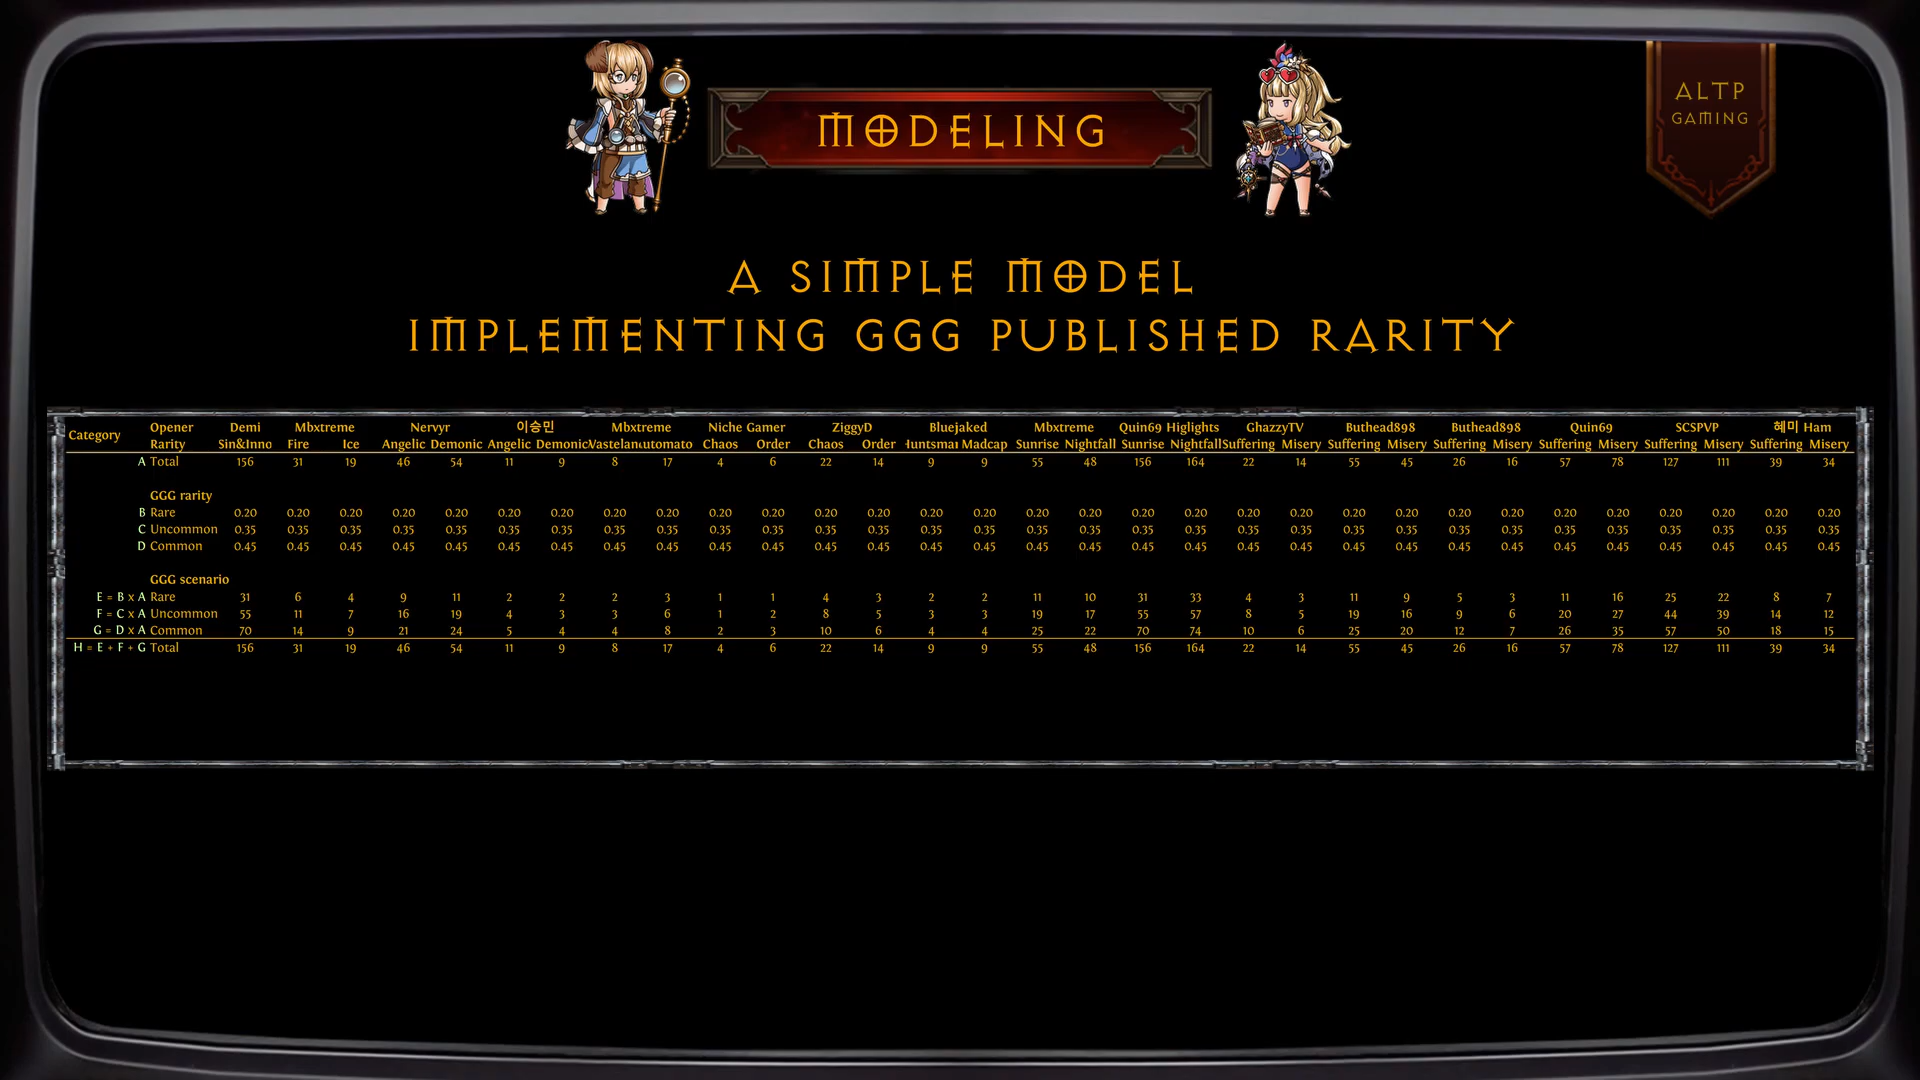 ALTP
GAMING
MODELING
A SIMPLE MODEL
IMPLEMENTING GGG PUBLISHED RARITY
Category Opener Demi Mbxtreme Nervyr 이승민 Mbxtreme Niche Gamer ZiggyD Bluejaked Mbxtreme Quin69 Higlights GhazzyTV Buthead898 Buthead898 Quin69 SCSPVP 혜미 Ham
Rarity Sin&Inno Fire Ice Angelic Demonic Angelic Demonic Vastelan utomato Chaos Order Chaos Order Huntsman Madcap Sunrise Nightfall Sunrise Nightfall Suffering Misery Suffering Misery Suffering Misery Suffering Misery Suffering Misery Suffering Misery
A Total 156 31 19 46 54 11 9 8 17 4 6 22 14 9 9 55 48 156 164 22 14 55 45 26 16 57 78 127 111 39 34
GGG rarity
B Rare 0.20 0.20 0.20 0.20 0.20 0.20 0.20 0.20 0.20 0.20 0.20 0.20 0.20 0.20 0.20 0.20 0.20 0.20 0.20 0.20 0.20 0.20 0.20 0.20 0.20 0.20 0.20 0.20 0.20 0.20 0.20
C Uncommon 0.35 0.35 0.35 0.35 0.35 0.35 0.35 0.35 0.35 0.35 0.35 0.35 0.35 0.35 0.35 0.35 0.35 0.35 0.35 0.35 0.35 0.35 0.35 0.35 0.35 0.35 0.35 0.35 0.35 0.35 0.35
D Common 0.45 0.45 0.45 0.45 0.45 0.45 0.45 0.45 0.45 0.45 0.45 0.45 0.45 0.45 0.45 0.45 0.45 0.45 0.45 0.45 0.45 0.45 0.45 0.45 0.45 0.45 0.45 0.45 0.45 0.45 0.45
GGG scenario
E = B x A Rare 31 6 4 9 11 2 2 2 3 1 1 4 3 2 2 11 10 31 33 4 3 11 9 5 3 11 16 25 22 8 7
F = C x A Uncommon 55 11 7 16 19 4 3 3 6 1 2 8 5 3 3 19 17 55 57 8 5 19 16 9 6 20 27 44 39 14 12
G = D x A Common 70 14 9 21 24 5 4 4 8 2 3 10 6 4 4 25 22 70 74 10 6 25 20 12 7 26 35 57 50 18 15
H = E + F + G Total 156 31 19 46 54 11 9 8 17 4 6 22 14 9 9 55 48 156 164 22 14 55 45 26 16 57 78 127 111 39 34